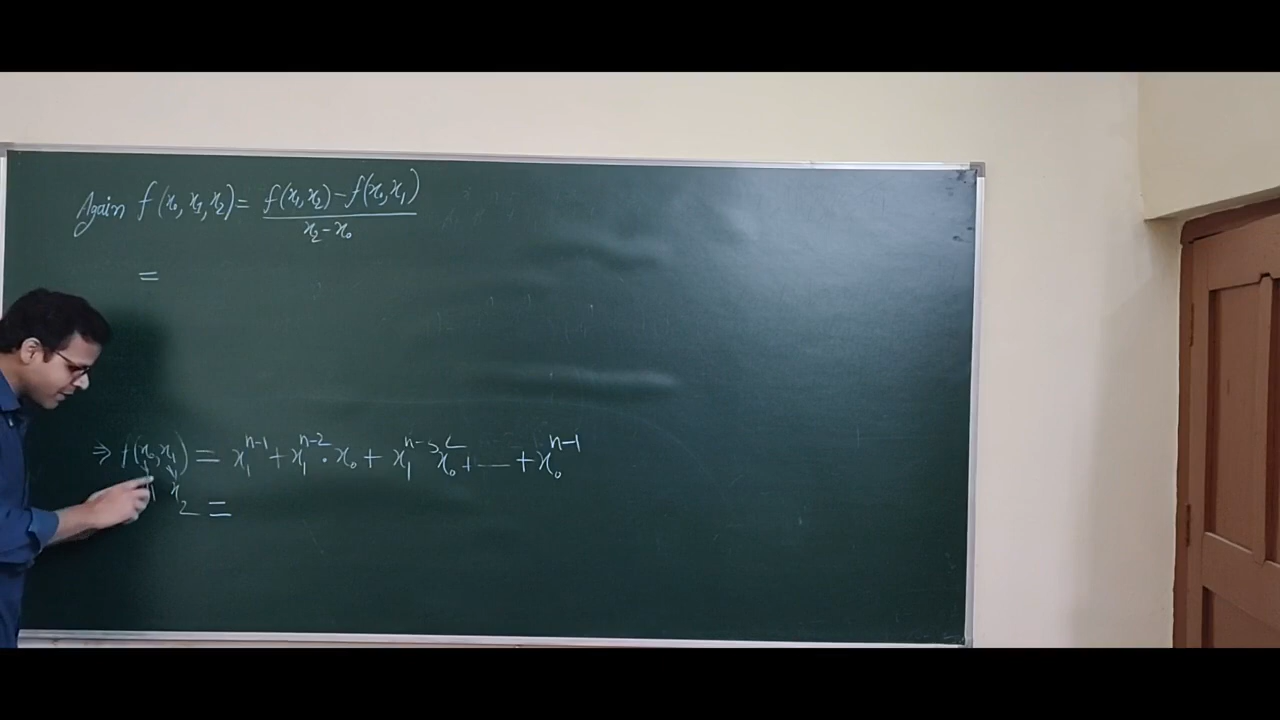 Again f(x₀, x₁, x₂) = f(x₁, x₂) - f(x₀, x₁) / x₂ - x₀
=
⇒ f(x₀, x₁) = x₁ⁿ⁻¹ + x₁ⁿ⁻² · x₀ + x₁ⁿ⁻³ x₀² + — + x₀ⁿ⁻¹
x₂ =